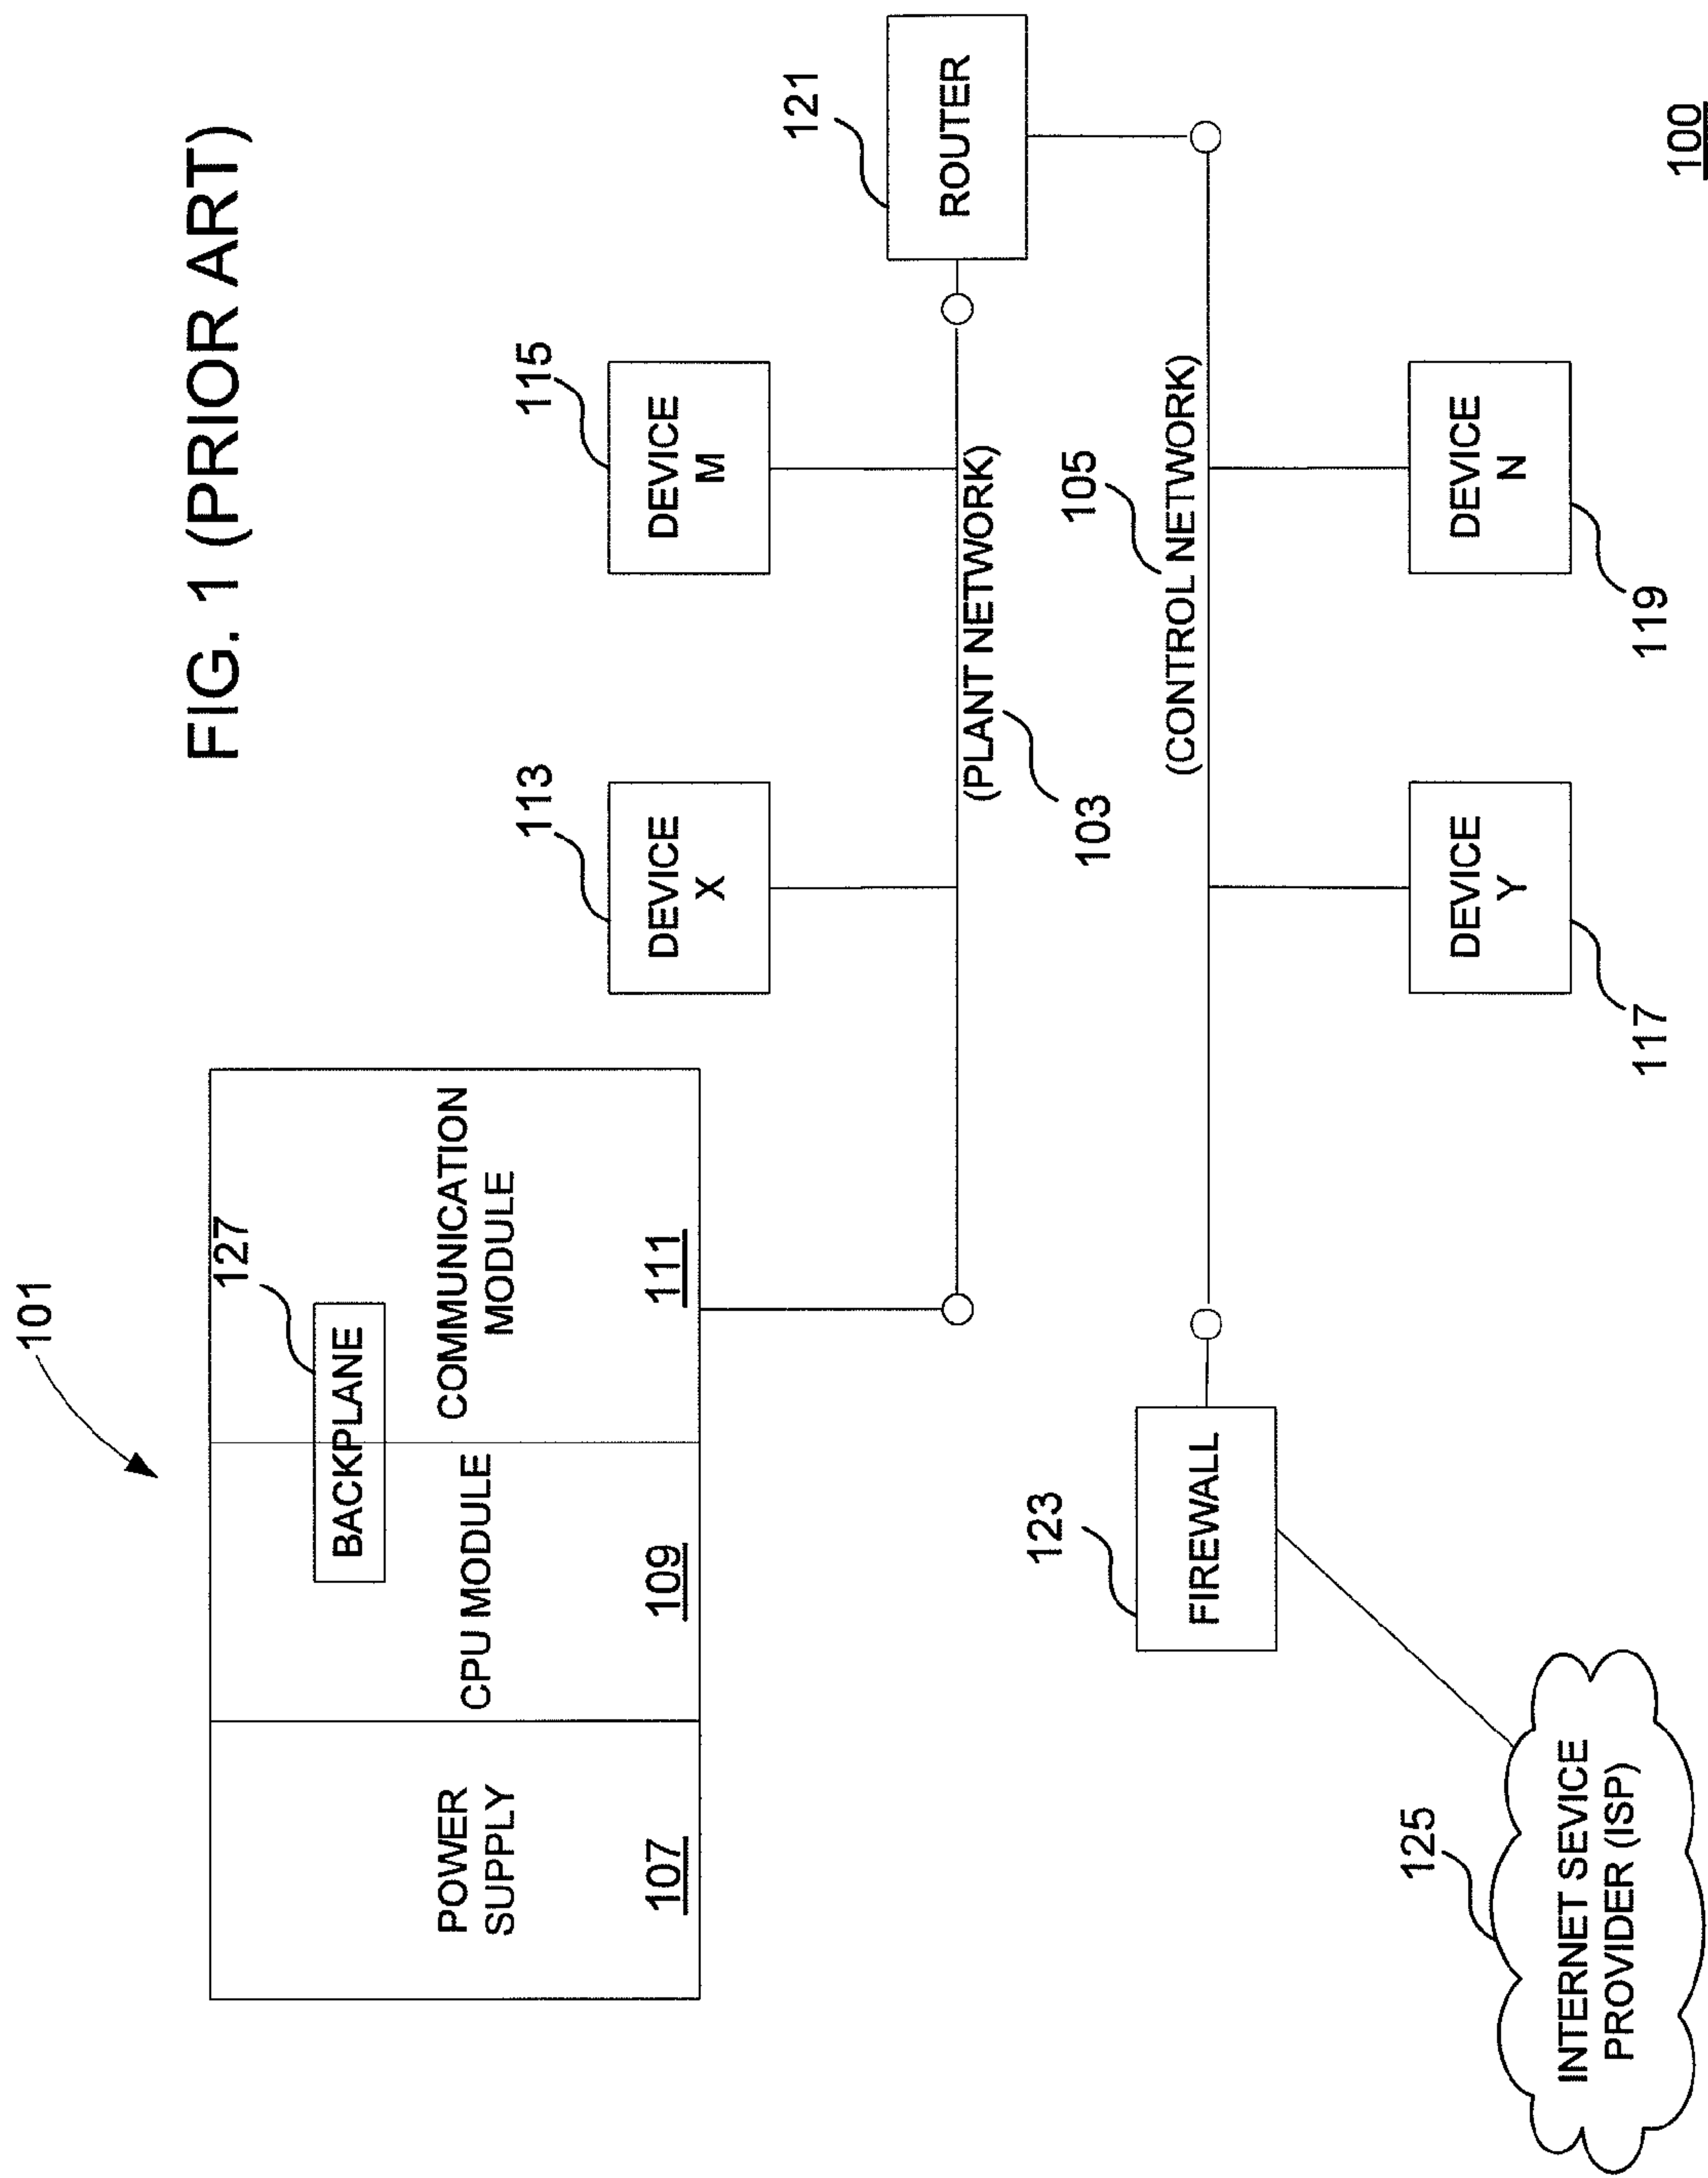 FIG. 1 (PRIOR ART)
101
127
BACKPLANE
POWER
SUPPLY
107
CPU MODULE
109
COMMUNICATION
MODULE
111
113
DEVICE
X
115
DEVICE
M
121
ROUTER
(PLANT NETWORK)
103
105
(CONTROL NETWORK)
123
FIREWALL
DEVICE
Y
117
DEVICE
N
119
125
INTERNET SEVICE
PROVIDER (ISP)
100